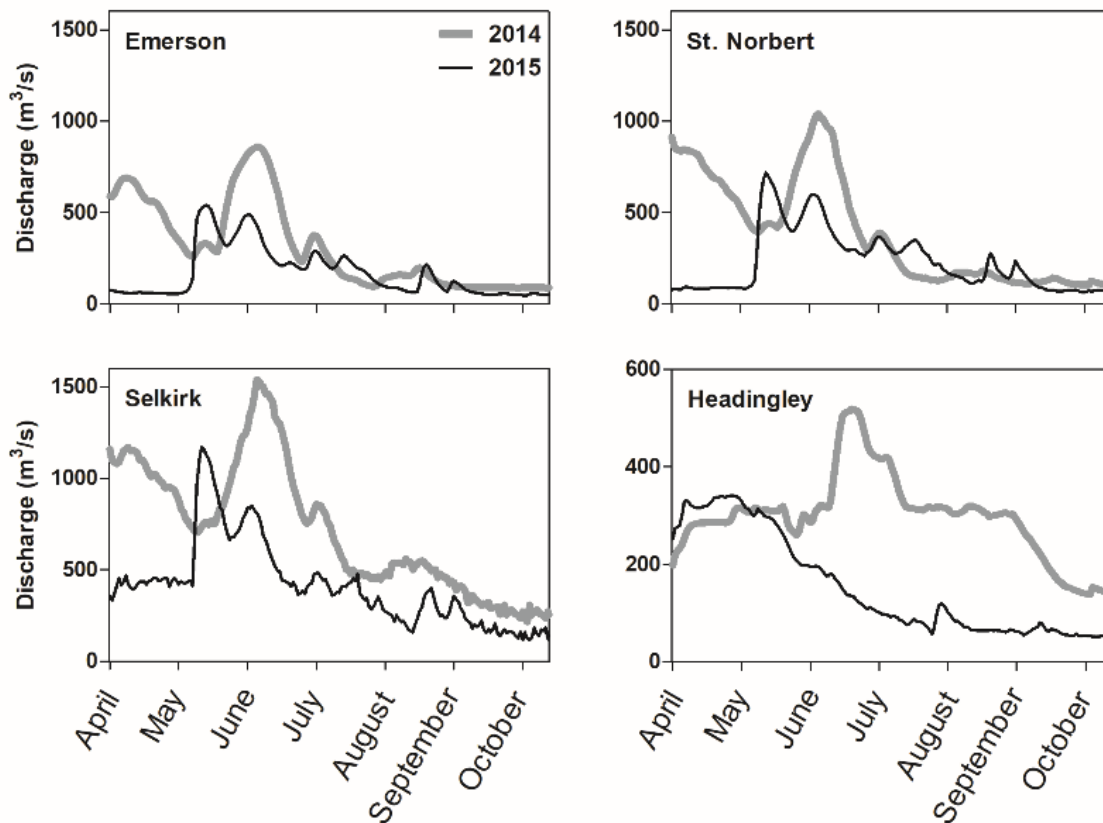 Emerson
2014
2015
Discharge (m³/s)
1500
1000
500
0
St. Norbert
1500
1000
500
0
Selkirk
Discharge (m³/s)
1500
1000
500
0
April
May
June
July
August
September
October
Headingley
600
400
200
0
April
May
June
July
August
September
October